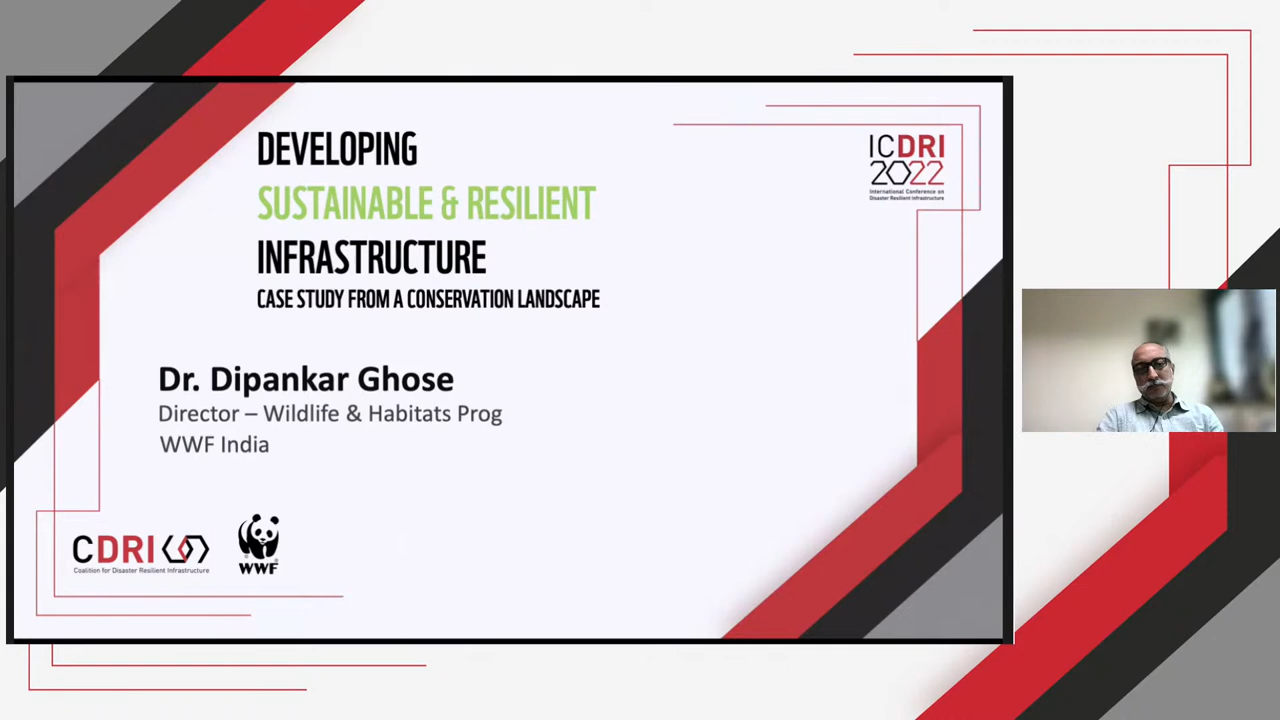 DEVELOPING
SUSTAINABLE & RESILIENT
INFRASTRUCTURE
CASE STUDY FROM A CONSERVATION LANDSCAPE
ICDRI
2022
International Conference on
Disaster Resilient Infrastructure
Dr. Dipankar Ghose
Director – Wildlife & Habitats Prog
WWF India
CDRI
Coalition for Disaster Resilient Infrastructure
WWF